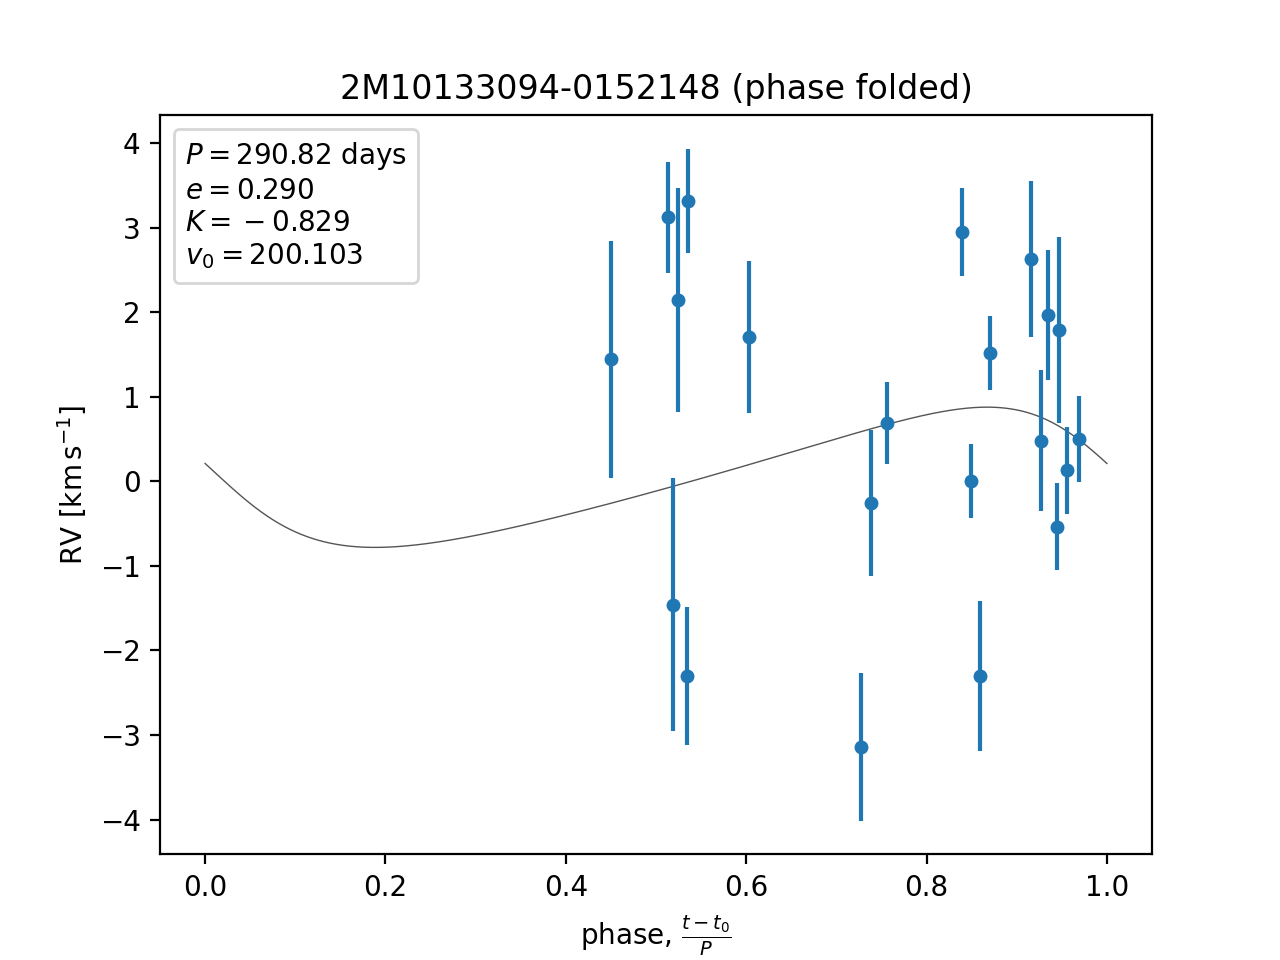 2M10133094-0152148 (phase folded)
P = 290.82 days
e = 0.290
K = −0.829
v₀ = 200.103
4
3
2
1
0
−1
−2
−3
−4
RV [km s⁻¹]
0.0 0.2 0.4 0.6 0.8 1.0
phase, (t − t₀)/P